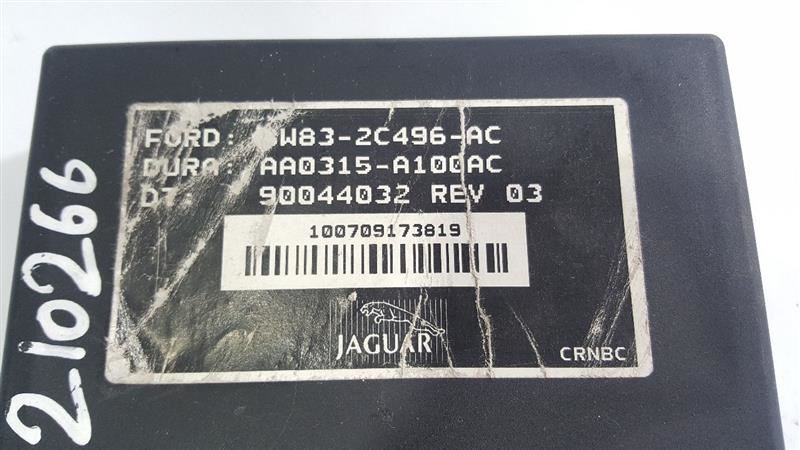 FORD: W83-2C496-AC
DURA: AA0315-A100AC
DT: 90044032 REV 03
100709173819
JAGUAR
CRNBC
210266